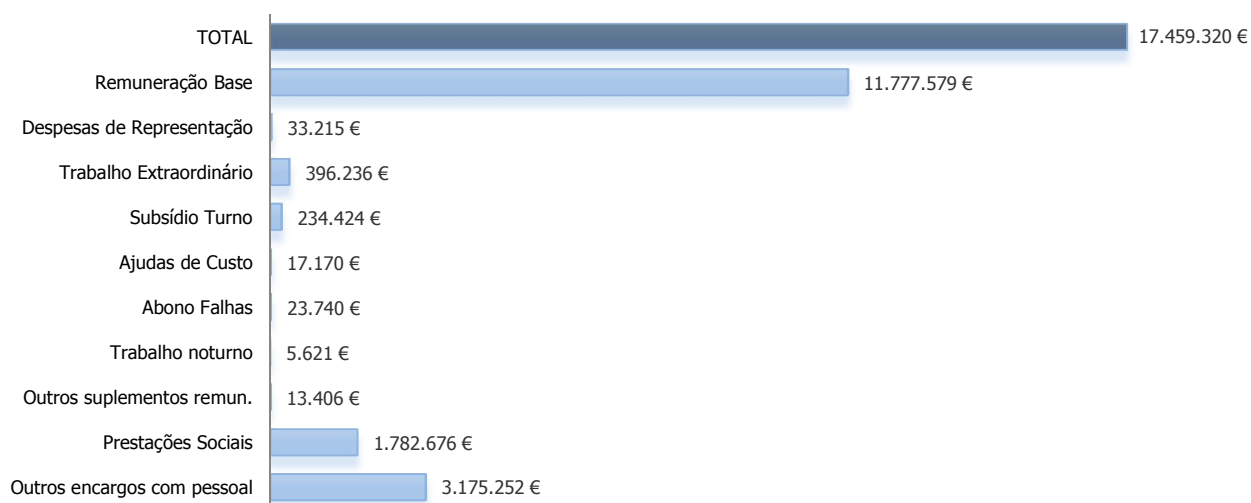 TOTAL 17.459.320 €
Remuneração Base 11.777.579 €
Despesas de Representação 33.215 €
Trabalho Extraordinário 396.236 €
Subsídio Turno 234.424 €
Ajudas de Custo 17.170 €
Abono Falhas 23.740 €
Trabalho noturno 5.621 €
Outros suplementos remun. 13.406 €
Prestações Sociais 1.782.676 €
Outros encargos com pessoal 3.175.252 €